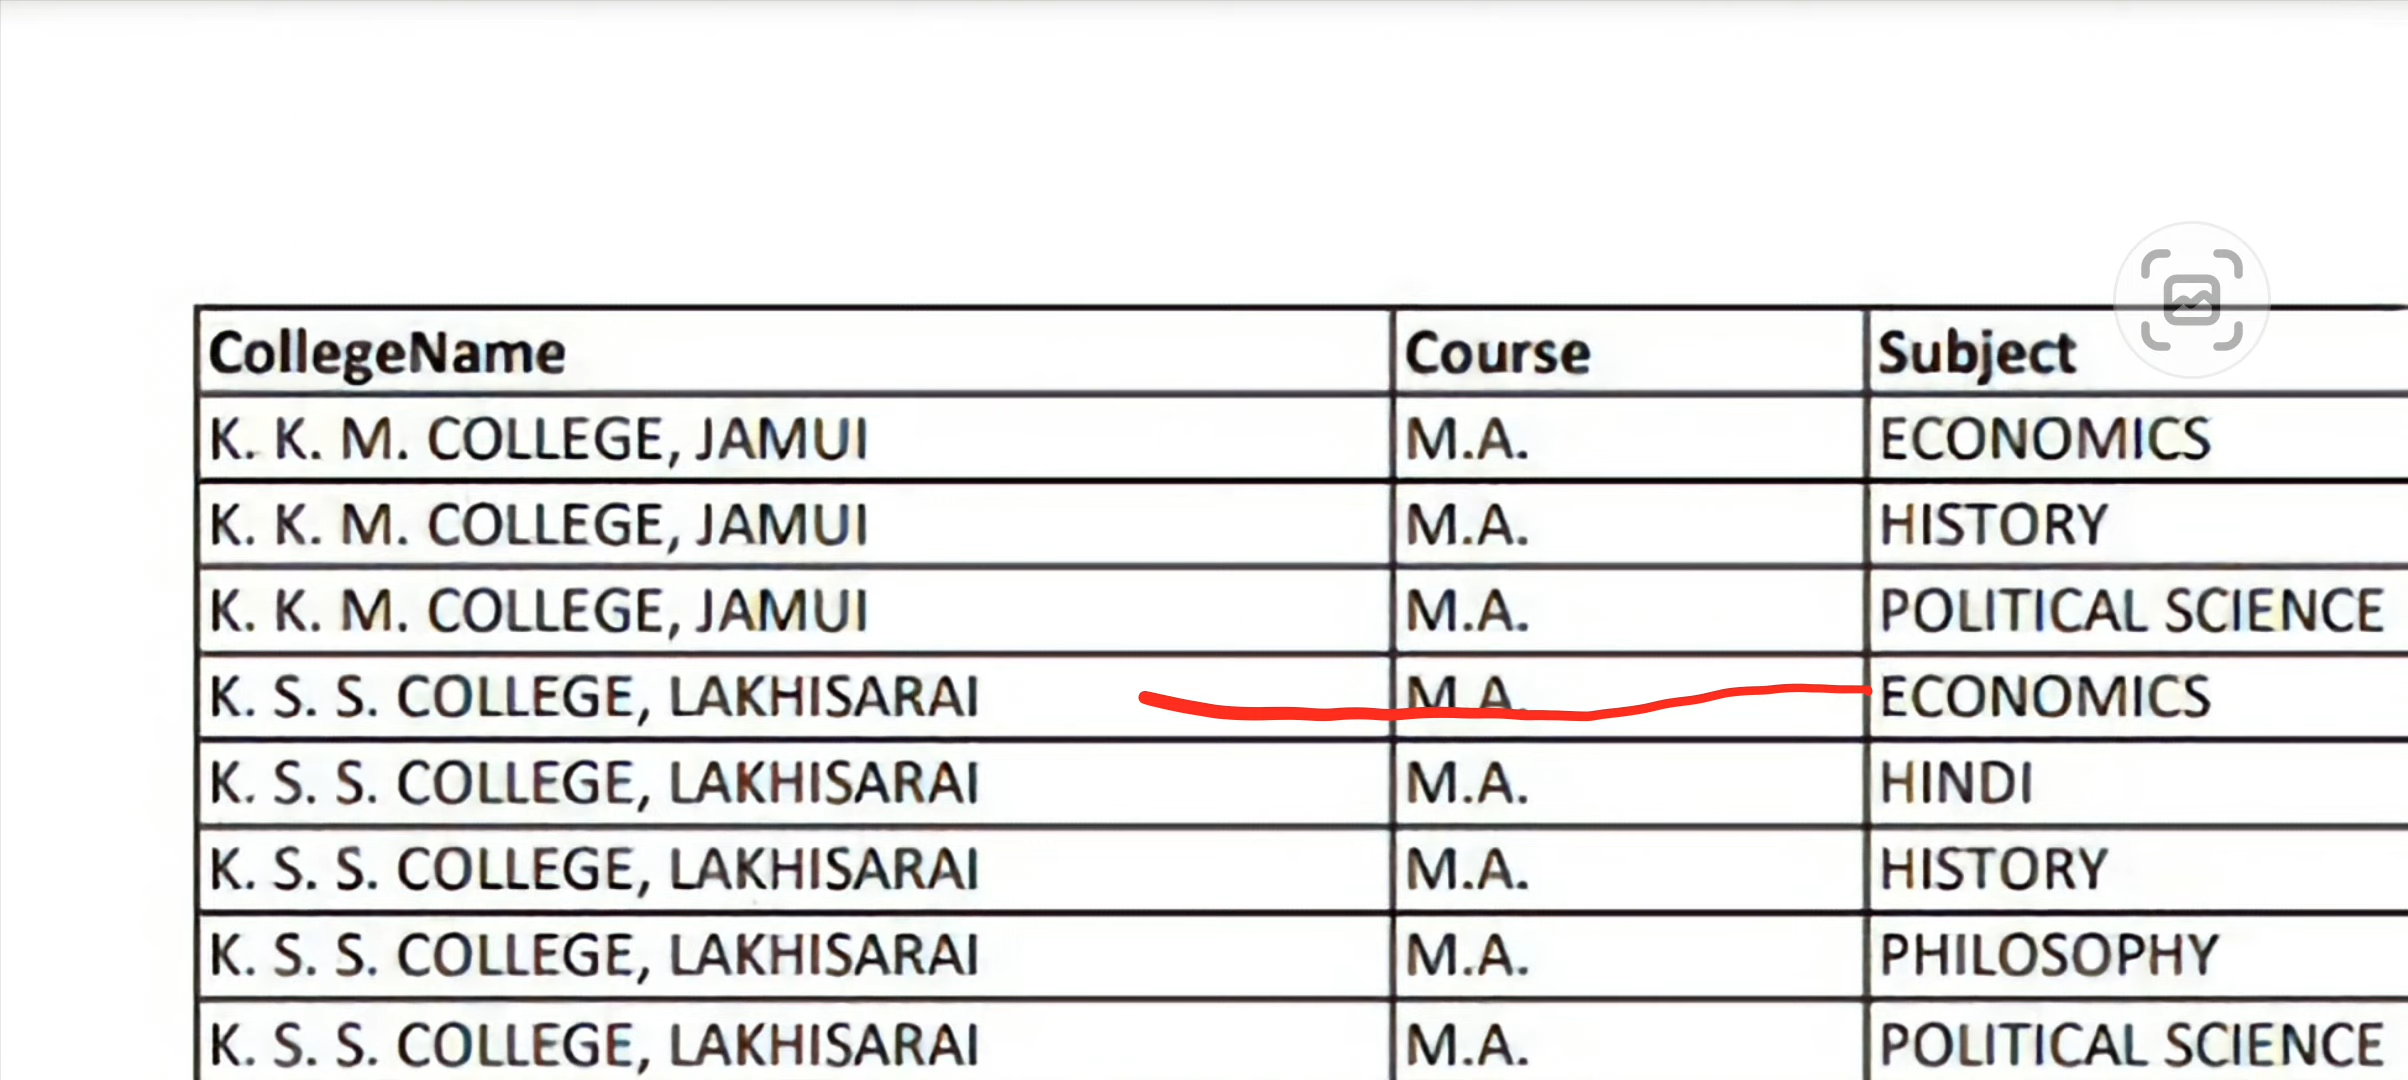 CollegeName Course Subject
K. K. M. COLLEGE, JAMUI M.A. ECONOMICS
K. K. M. COLLEGE, JAMUI M.A. HISTORY
K. K. M. COLLEGE, JAMUI M.A. POLITICAL SCIENCE
K. S. S. COLLEGE, LAKHISARAI M.A. ECONOMICS
K. S. S. COLLEGE, LAKHISARAI M.A. HINDI
K. S. S. COLLEGE, LAKHISARAI M.A. HISTORY
K. S. S. COLLEGE, LAKHISARAI M.A. PHILOSOPHY
K. S. S. COLLEGE, LAKHISARAI M.A. POLITICAL SCIENCE